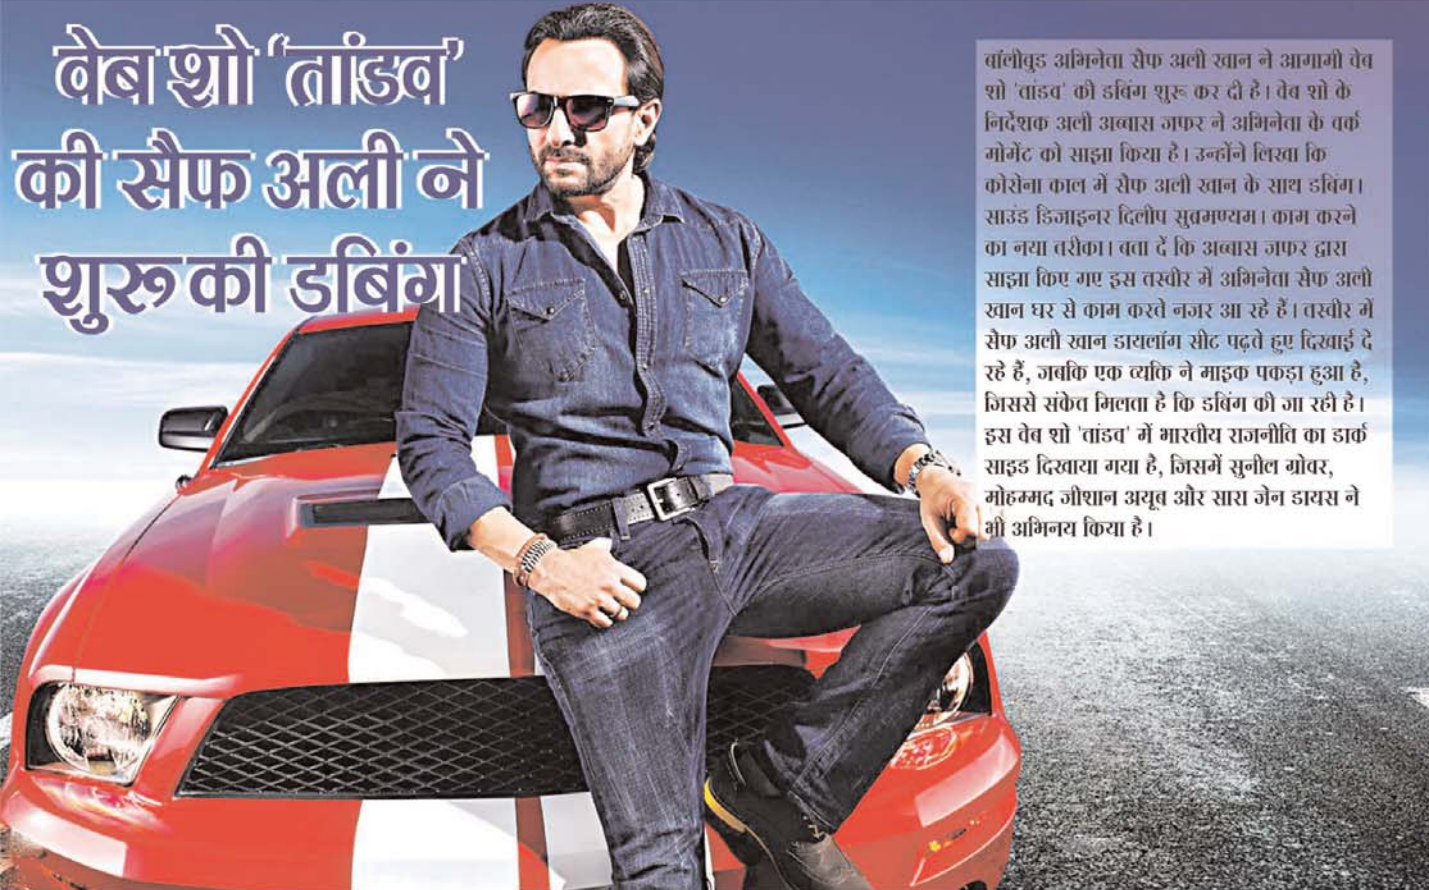 वेब शो 'तांडव'
की सैफ अली ने
शुरू की डबिंग
बॉलीवुड अभिनेता सैफ अली खान ने आगामी वेब
शो 'तांडव' की डबिंग शुरू कर दी है। वेब शो के
निर्देशक अली अब्बास जफर ने अभिनेता के वर्क
मोमेंट को साझा किया है। उन्होंने लिखा कि
कोरोना काल में सैफ अली खान के साथ डबिंग।
साउंड डिजाइनर दिलीप सुब्रमण्यम। काम करने
का नया तरीका। बता दें कि अब्बास जफर द्वारा
साझा किए गए इस तस्वीर में अभिनेता सैफ अली
खान घर से काम करते नजर आ रहे हैं। तस्वीर में
सैफ अली खान डायलॉग सीट पढ़ते हुए दिखाई दे
रहे हैं, जबकि एक व्यक्ति ने माइक पकड़ा हुआ है,
जिससे संकेत मिलता है कि डबिंग की जा रही है।
इस वेब शो 'तांडव' में भारतीय राजनीति का डार्क
साइड दिखाया गया है, जिसमें सुनील ग्रोवर,
मोहम्मद जीशान अयूब और सारा जेन डायस ने
भी अभिनय किया है।